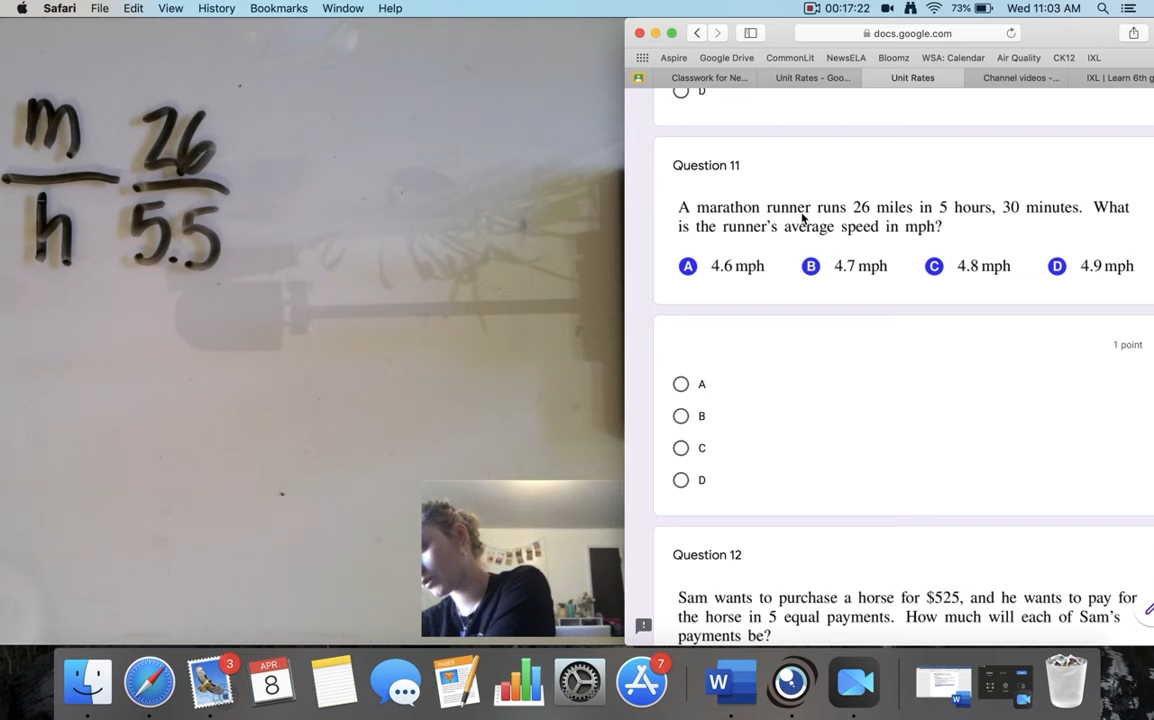 Safari File Edit View History Bookmarks Window Help 00:17:22 73% Wed 11:03 AM
docs.google.com
Aspire Google Drive CommonLit NewsELA Bloomz WSA: Calendar Air Quality CK12 IXL
Classwork for Ne... Unit Rates - Goo... Unit Rates Channel videos -... IXL | Learn 6th g
D
m 26
h 5.5
Question 11
A marathon runner runs 26 miles in 5 hours, 30 minutes. What
is the runner's average speed in mph?
A 4.6 mph B 4.7 mph C 4.8 mph D 4.9 mph
1 point
A
B
C
D
Question 12
Sam wants to purchase a horse for $525, and he wants to pay for
the horse in 5 equal payments. How much will each of Sam's
payments be?
3 APR 8 PAGES 7 W